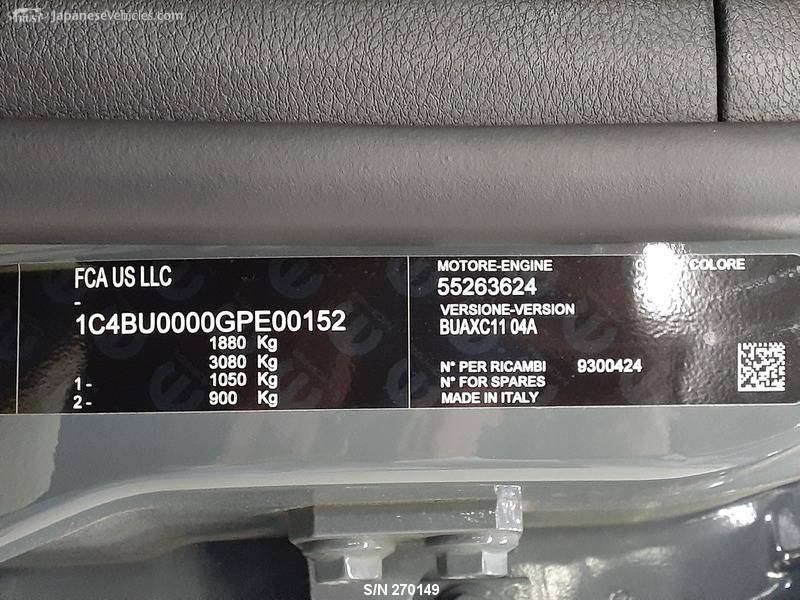 TRUST JapaneseVehicles.com
FCA US LLC
-
1C4BU0000GPE00152
1880 Kg
3080 Kg
1 - 1050 Kg
2 - 900 Kg
MOTORE-ENGINE
COLORE
55263624
VERSIONE-VERSION
BUAXC11 04A
N° PER RICAMBI 9300424
N° FOR SPARES
MADE IN ITALY
S/N 270149